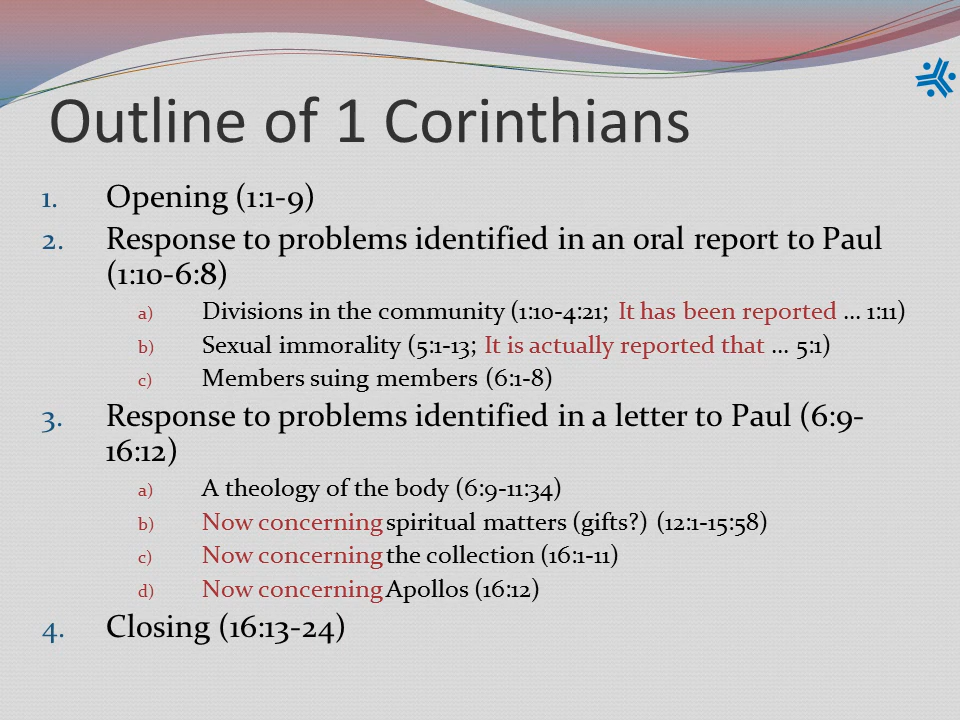 Outline of 1 Corinthians
1. Opening (1:1-9)
2. Response to problems identified in an oral report to Paul
(1:10-6:8)
a) Divisions in the community (1:10-4:21; It has been reported ... 1:11)
b) Sexual immorality (5:1-13; It is actually reported that ... 5:1)
c) Members suing members (6:1-8)
3. Response to problems identified in a letter to Paul (6:9-
16:12)
a) A theology of the body (6:9-11:34)
b) Now concerning spiritual matters (gifts?) (12:1-15:58)
c) Now concerning the collection (16:1-11)
d) Now concerning Apollos (16:12)
4. Closing (16:13-24)